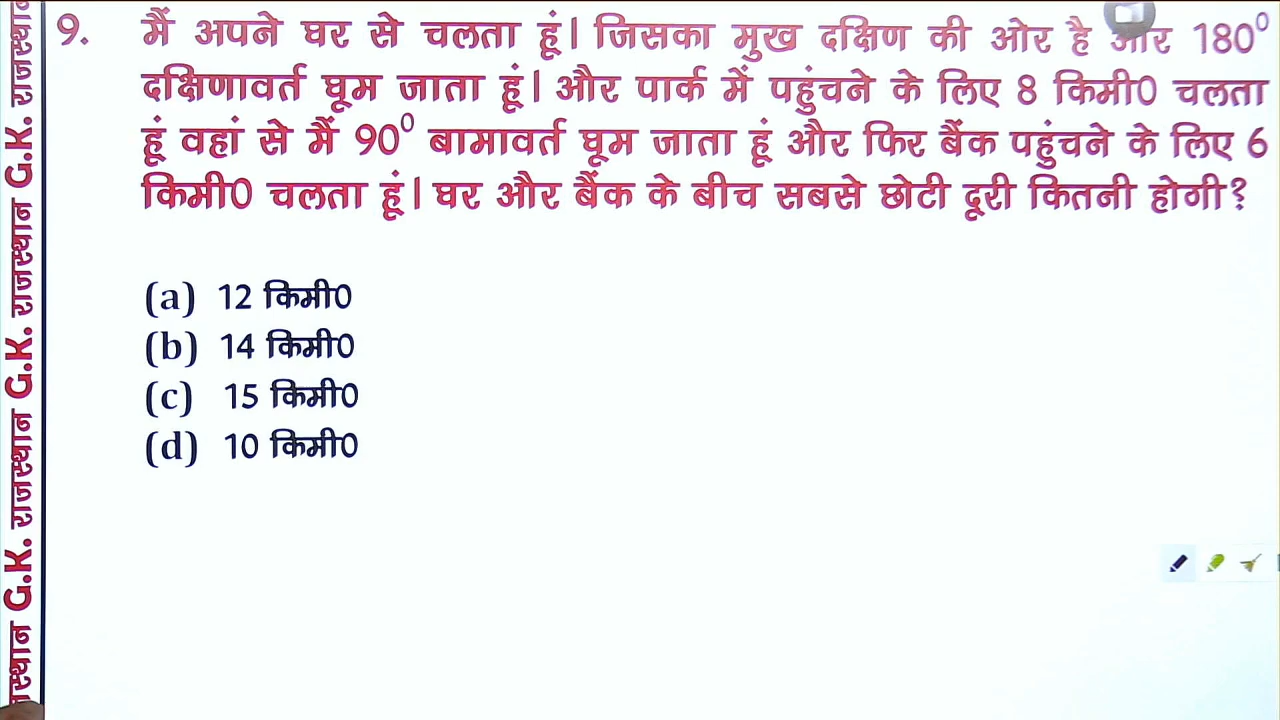 9. मैं अपने घर से चलता हूं। जिसका मुख दक्षिण की ओर है और 180⁰
दक्षिणावर्त घूम जाता हूं। और पार्क में पहुंचने के लिए 8 किमी0 चलता
हूं वहां से मैं 90⁰ बामावर्त घूम जाता हूं और फिर बैंक पहुंचने के लिए 6
किमी0 चलता हूं। घर और बैंक के बीच सबसे छोटी दूरी कितनी होगी?
(a) 12 किमी0
(b) 14 किमी0
(c) 15 किमी0
(d) 10 किमी0
राजस्थान G.K. राजस्थान G.K. राजस्थान G.K. राजस्थान